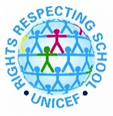 RIGHTS RESPECTING SCHOOL
UNICEF